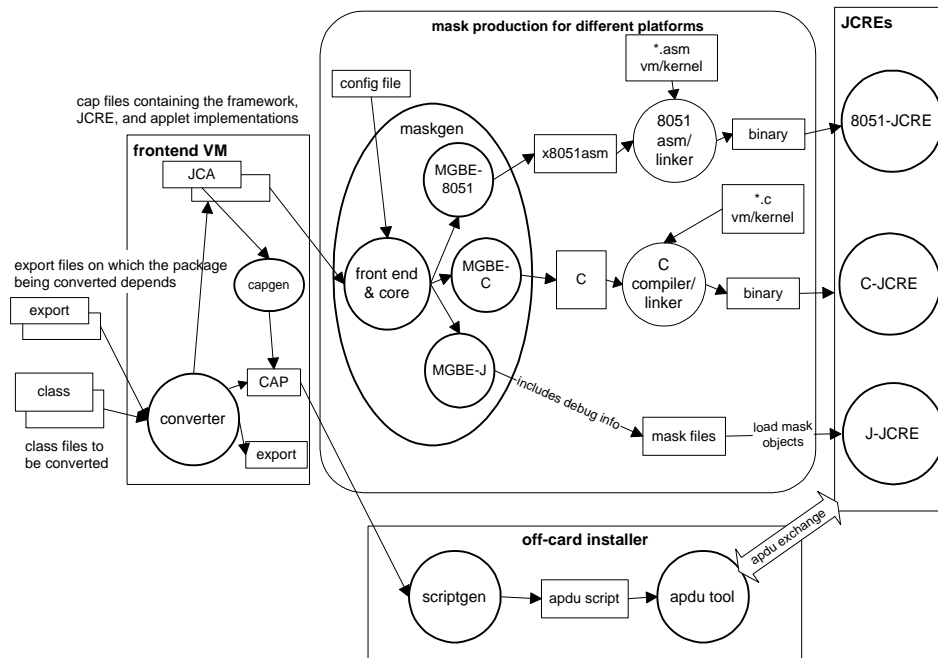 mask production for different platforms
JCREs
*.asm
vm/kernel
config file
cap files containing the framework,
JCRE, and applet implementations
maskgen
8051
asm/
linker
8051-JCRE
frontend VM
x8051asm
binary
JCA
MGBE-
8051
*.c
vm/kernel
export files on which the package
being converted depends
front end
& core
MGBE-
C
C
C
compiler/
linker
binary
C-JCRE
capgen
export
MGBE-J
CAP
class
includes debug info
converter
mask files
load mask
objects
J-JCRE
class files to
be converted
export
apdu exchange
off-card installer
scriptgen
apdu script
apdu tool